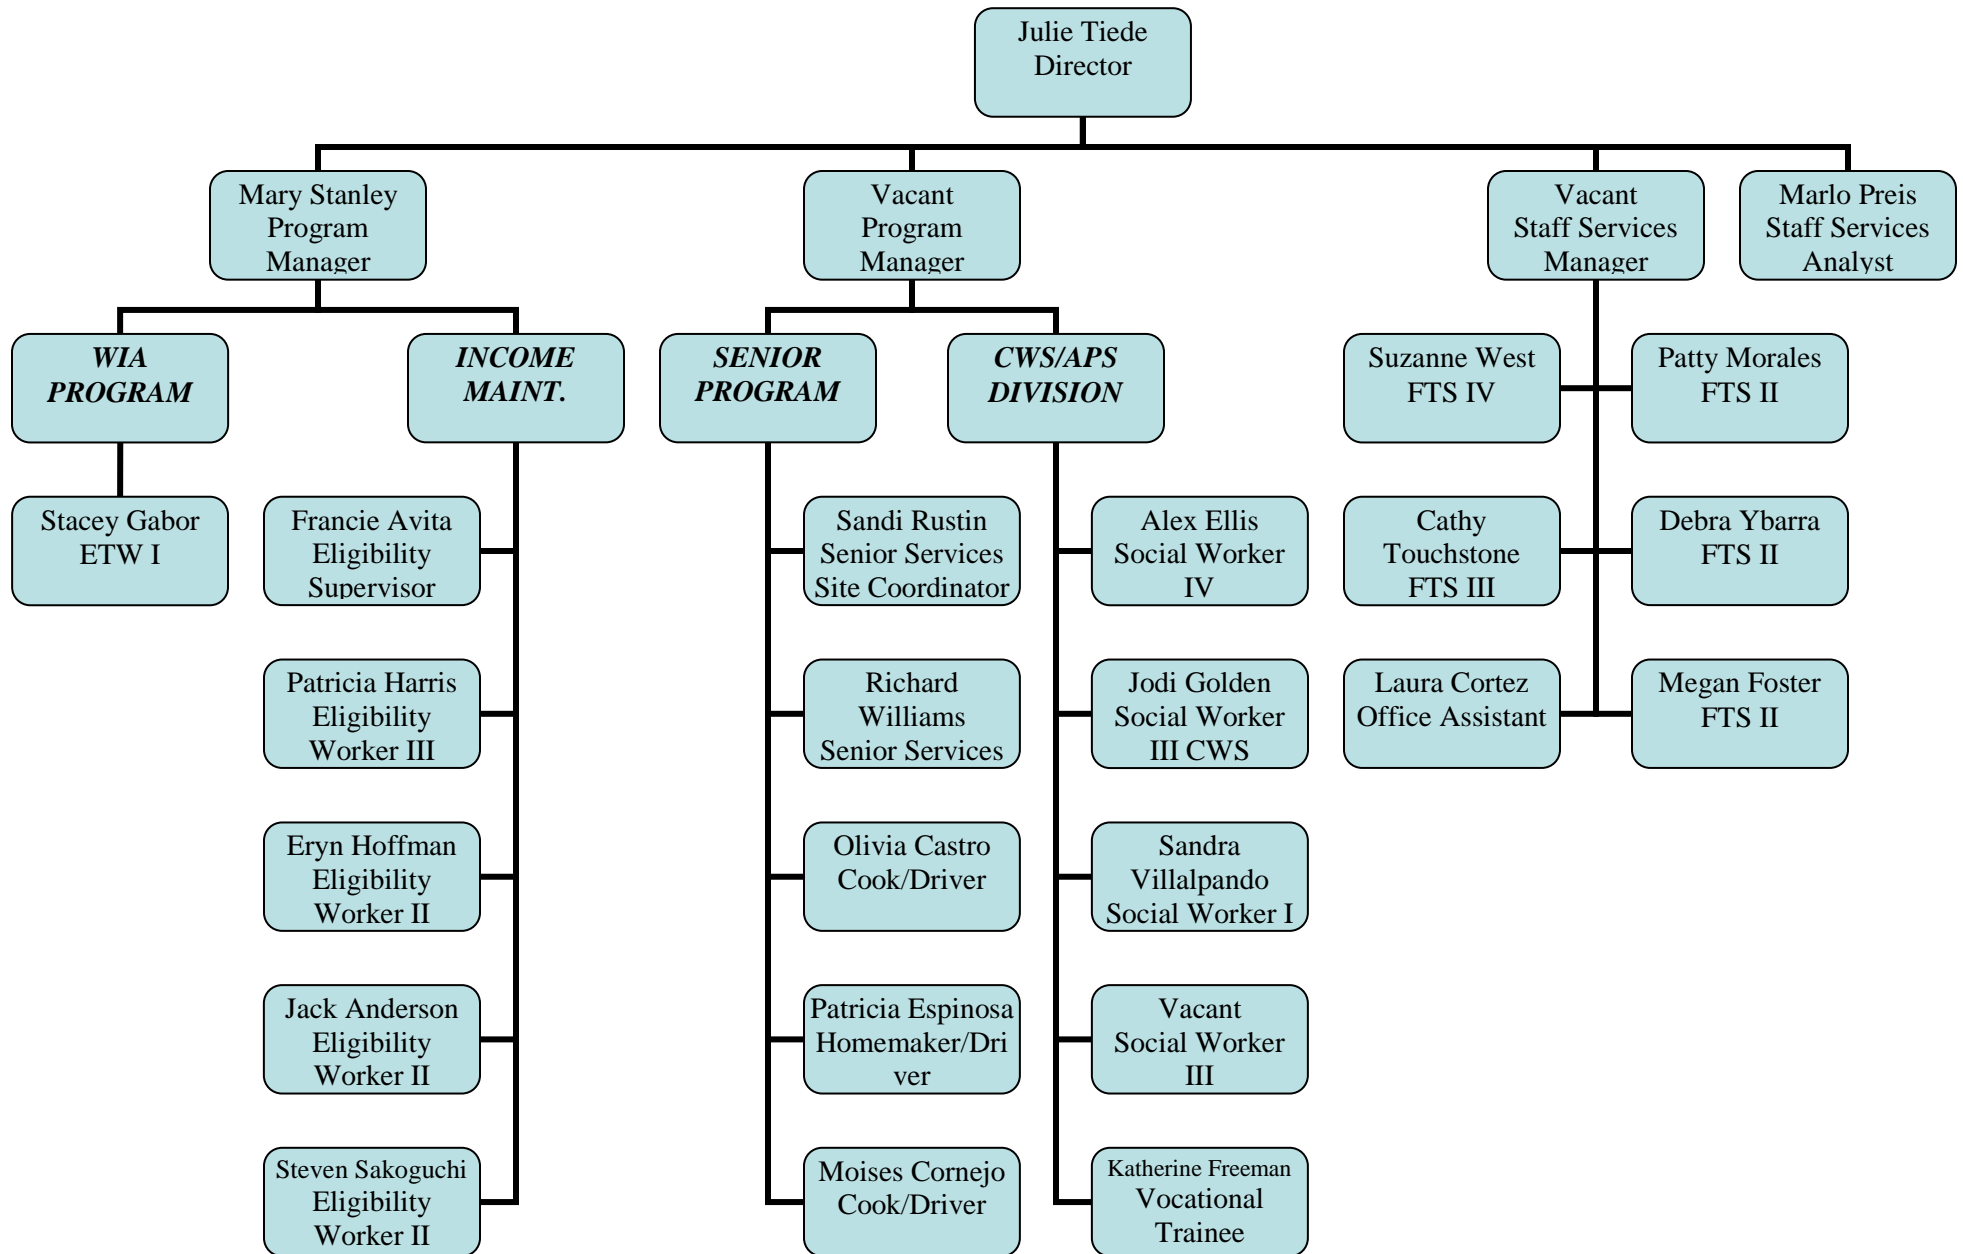 Julie Tiede
Director
Mary Stanley
Program
Manager
Vacant
Program
Manager
Vacant
Staff Services
Manager
Marlo Preis
Staff Services
Analyst
WIA
PROGRAM
INCOME
MAINT.
SENIOR
PROGRAM
CWS/APS
DIVISION
Suzanne West
FTS IV
Patty Morales
FTS II
Stacey Gabor
ETW I
Francie Avita
Eligibility
Supervisor
Sandi Rustin
Senior Services
Site Coordinator
Alex Ellis
Social Worker
IV
Cathy
Touchstone
FTS III
Debra Ybarra
FTS II
Patricia Harris
Eligibility
Worker III
Richard
Williams
Senior Services
Jodi Golden
Social Worker
III CWS
Laura Cortez
Office Assistant
Megan Foster
FTS II
Eryn Hoffman
Eligibility
Worker II
Olivia Castro
Cook/Driver
Sandra
Villalpando
Social Worker I
Jack Anderson
Eligibility
Worker II
Patricia Espinosa
Homemaker/Dri
ver
Vacant
Social Worker
III
Steven Sakoguchi
Eligibility
Worker II
Moises Cornejo
Cook/Driver
Katherine Freeman
Vocational
Trainee